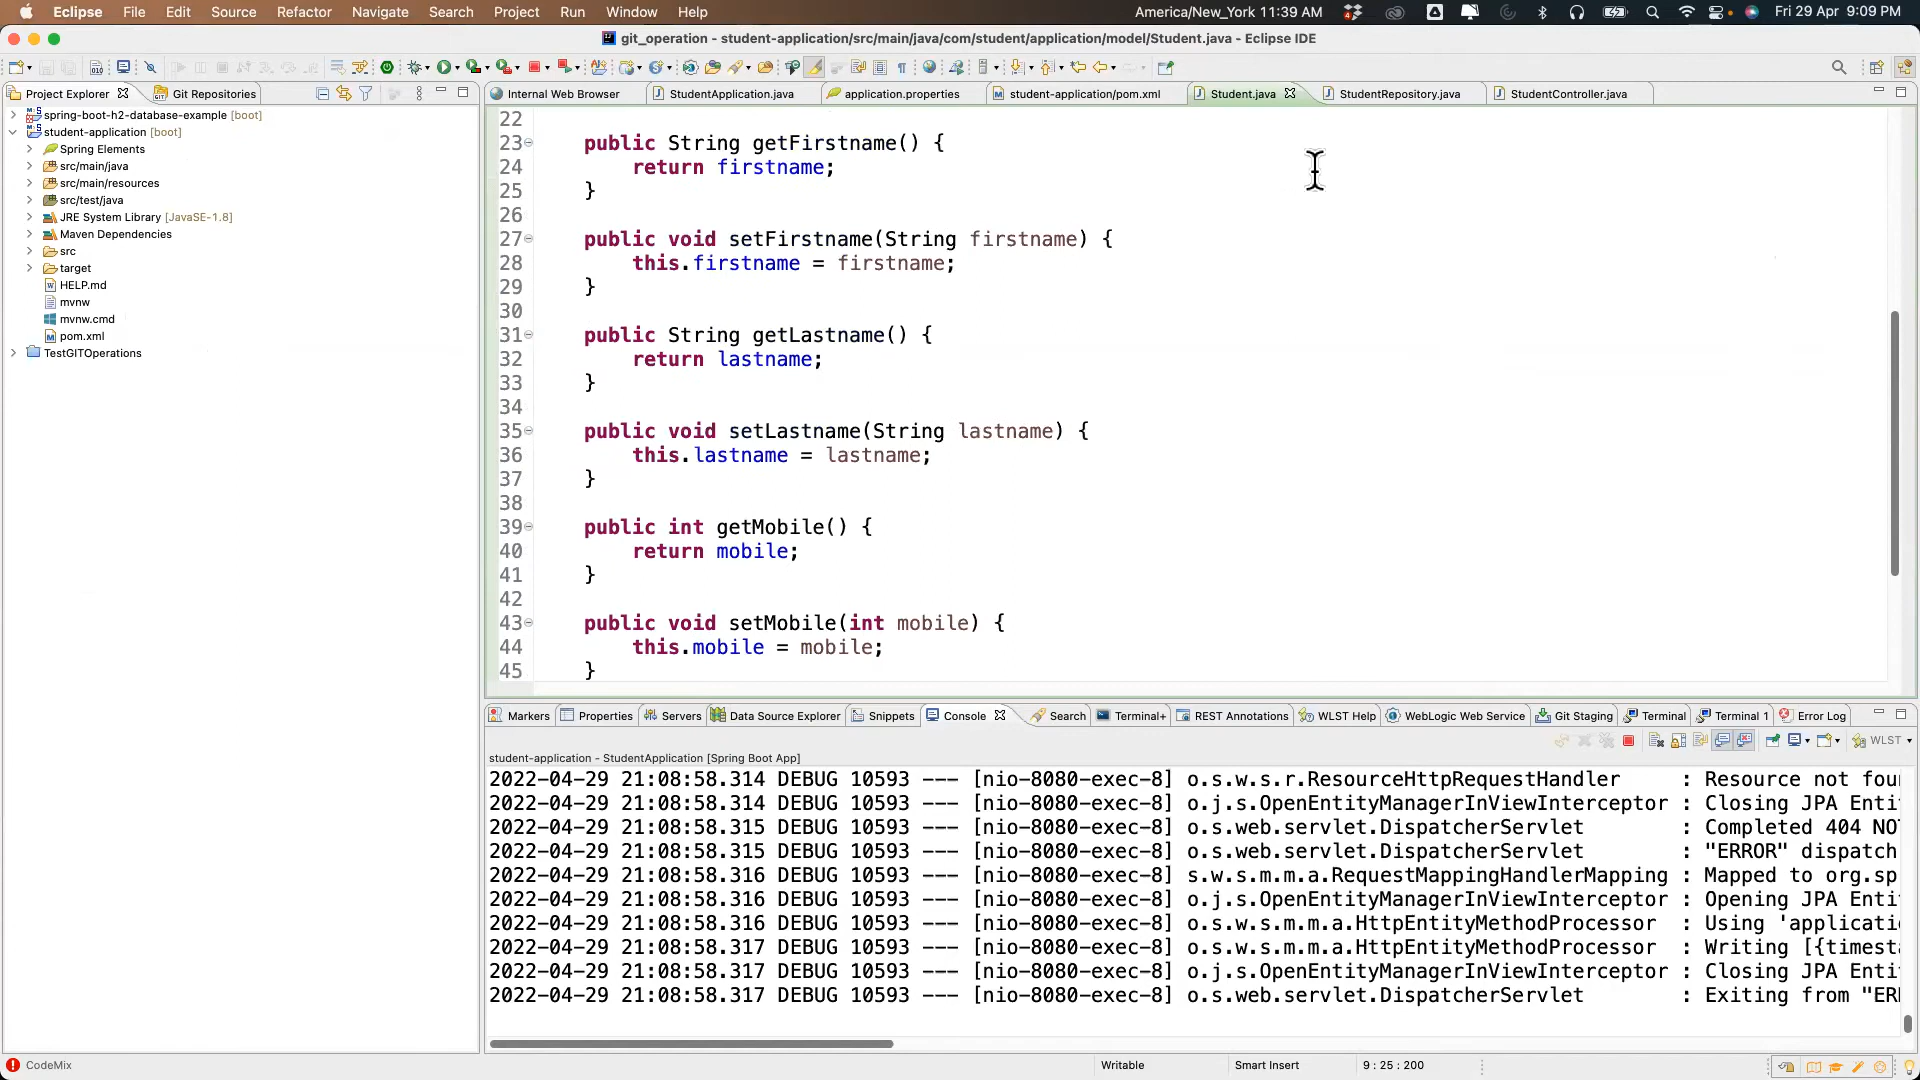 Eclipse File Edit Source Refactor Navigate Search Project Run Window Help America/New_York 11:39 AM Fri 29 Apr 9:09 PM
git_operation - student-application/src/main/java/com/student/application/model/Student.java - Eclipse IDE
Project Explorer Git Repositories
Internal Web Browser StudentApplication.java application.properties student-application/pom.xml Student.java StudentRepository.java StudentController.java
spring-boot-h2-database-example [boot]
student-application [boot]
Spring Elements
src/main/java
src/main/resources
src/test/java
JRE System Library [JavaSE-1.8]
Maven Dependencies
src
target
HELP.md
mvnw
mvnw.cmd
pom.xml
TestGITOperations
22
23 public String getFirstname() {
24 return firstname;
25 }
26
27 public void setFirstname(String firstname) {
28 this.firstname = firstname;
29 }
30
31 public String getLastname() {
32 return lastname;
33 }
34
35 public void setLastname(String lastname) {
36 this.lastname = lastname;
37 }
38
39 public int getMobile() {
40 return mobile;
41 }
42
43 public void setMobile(int mobile) {
44 this.mobile = mobile;
45 }
Markers Properties Servers Data Source Explorer Snippets Console Search Terminal+ REST Annotations WLST Help WebLogic Web Service Git Staging Terminal Terminal 1 Error Log
WLST
student-application - StudentApplication [Spring Boot App]
2022-04-29 21:08:58.314 DEBUG 10593 --- [nio-8080-exec-8] o.s.w.s.r.ResourceHttpRequestHandler : Resource not fou
2022-04-29 21:08:58.314 DEBUG 10593 --- [nio-8080-exec-8] o.j.s.OpenEntityManagerInViewInterceptor : Closing JPA Enti
2022-04-29 21:08:58.315 DEBUG 10593 --- [nio-8080-exec-8] o.s.web.servlet.DispatcherServlet : Completed 404 NO
2022-04-29 21:08:58.315 DEBUG 10593 --- [nio-8080-exec-8] o.s.web.servlet.DispatcherServlet : "ERROR" dispatch
2022-04-29 21:08:58.316 DEBUG 10593 --- [nio-8080-exec-8] s.w.s.m.m.a.RequestMappingHandlerMapping : Mapped to org.sp
2022-04-29 21:08:58.316 DEBUG 10593 --- [nio-8080-exec-8] o.j.s.OpenEntityManagerInViewInterceptor : Opening JPA Enti
2022-04-29 21:08:58.316 DEBUG 10593 --- [nio-8080-exec-8] o.s.w.s.m.m.a.HttpEntityMethodProcessor : Using 'applicati
2022-04-29 21:08:58.317 DEBUG 10593 --- [nio-8080-exec-8] o.s.w.s.m.m.a.HttpEntityMethodProcessor : Writing [{timesta
2022-04-29 21:08:58.317 DEBUG 10593 --- [nio-8080-exec-8] o.j.s.OpenEntityManagerInViewInterceptor : Closing JPA Enti
2022-04-29 21:08:58.317 DEBUG 10593 --- [nio-8080-exec-8] o.s.web.servlet.DispatcherServlet : Exiting from "ER
CodeMix Writable Smart Insert 9 : 25 : 200